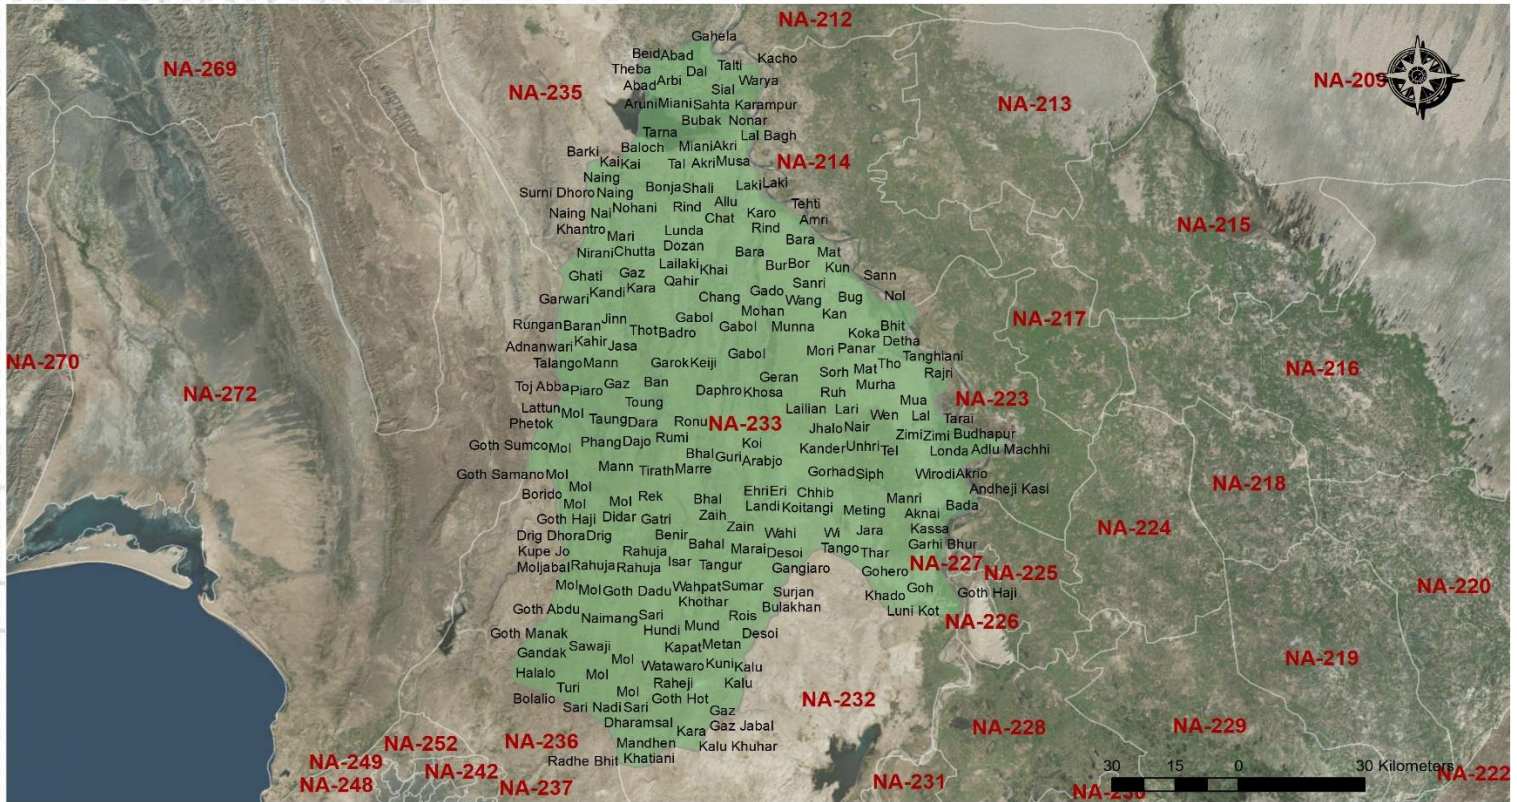 NA-212
Gahela
Beid Abad
Kacho
Theba
Dal
Talti
NA-269
Abad
Arbi
Warya
NA-209
NA-235
Sial
NA-213
Aruni
Miani
Sahta
Karampur
Bubak
Nonar
Tarna
Lal Bagh
Barki
Baloch
Miani
Akri
Kai
Kai
Tal
Akri
Musa
NA-214
Naing
Surni Dhoro
Naing
Bonja
Shali
Laki
Laki
Naing Nai
Nohani
Rind
Allu
Tehti
Chat
Karo
Amri
NA-215
Khantro
Mari
Lunda
Rind
Nirani
Chutta
Dozan
Bara
Bara
Mat
Lailaki
Khai
Bur
Bor
Kun
Ghati
Gaz
Qahir
Sann
Garwari
Kandi
Kara
Chang
Gado
Sanri
Wang
Bug
Nol
Jinn
Gabol
Mohan
Kan
NA-217
Rungan
Baran
Thot
Badro
Gabol
Munna
Koka
Bhit
Adnanwari
Kahir
Jasa
Detha
NA-270
Talango
Mann
Garok
Keiji
Gabol
Mori
Panar
Tanghiani
Tho
NA-216
Toj Abba
Piaro
Gaz
Ban
Geran
Sorh
Mat
Rajri
NA-272
Daphro
Khosa
Ruh
Murha
NA-223
Lattun
Mol
Toung
Lailian
Lari
Mua
Phetok
Taung
Dara
Ronu
NA-233
Wen
Lal
Tarai
Jhalo
Nair
Goth Sumco
Mol
Phang
Dajo
Rumi
Koi
Zimi
Zimi
Budhapur
Bhal
Guri
Arabjo
Kander
Unhri
Tel
Londa
Adlu Machhi
Goth Samano
Mol
Mann
Tirath
Marre
Gorhad
Siph
Wirodi
Akrio
NA-218
Borido
Mol
Rek
Bhal
Ehri
Eri
Chhib
Manri
Andheji Kasi
Mol
Mol
Landi
Koitangi
Meting
Bada
Goth Haji
Didar
Gatri
Zaih
Zain
Aknai
NA-224
Drig Dhora
Drig
Benir
Wahi
Wi
Jara
Kassa
Kupe Jo
Rahuja
Bahal
Marai
Desoi
Tango
Thar
Garhi Bhur
Moljabal
Rahuja
Rahuja
Isar
Tangur
Gangiaro
Gohero
NA-227
NA-225
Mol
Mol
Goth Dadu
Wahpat
Sumar
Surjan
Khado
Goh
Goth Haji
NA-220
Goth Abdu
Khothar
Bulakhan
Luni Kot
Naimang
Sari
Rois
NA-226
Goth Manak
Hundi
Mund
Desoi
Gandak
Sawaji
Kapat
Metan
NA-219
Halalo
Mol
Watawaro
Kuni
Kalu
Turi
Mol
Raheji
Kalu
Bolalio
Mol
Goth Hot
NA-232
Sari Nadi
Sari
Gaz
Dharamsal
Kara
Gaz Jabal
NA-228
NA-229
NA-252
NA-236
Mandhen
Kalu Khuhar
Radhe Bhit
Khatiani
NA-249
NA-242
30 15 0 30 Kilometers
NA-248
NA-237
NA-231
NA-222